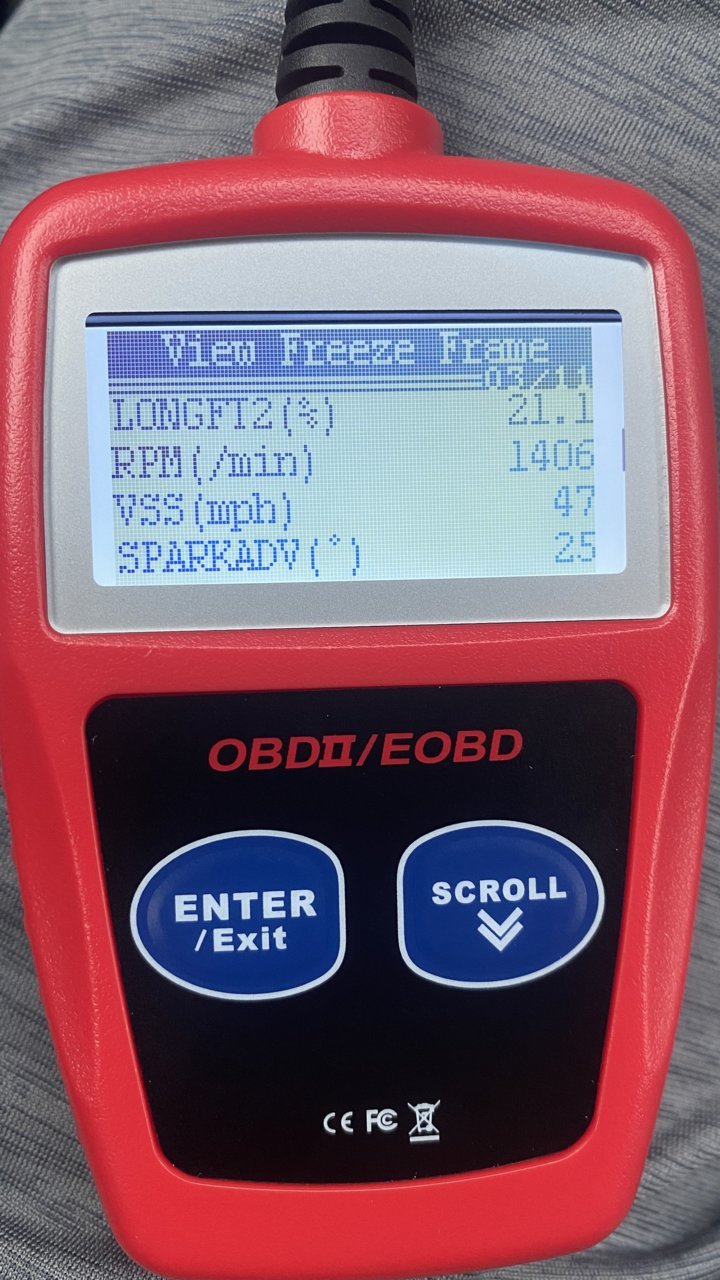 View Freeze Frame
03/11
LONGFT2(%) 21.1
RPM(/min) 1406
VSS(mph) 47
SPARKADV(°) 25
OBDII/EOBD
ENTER
/Exit
SCROLL
CE FC